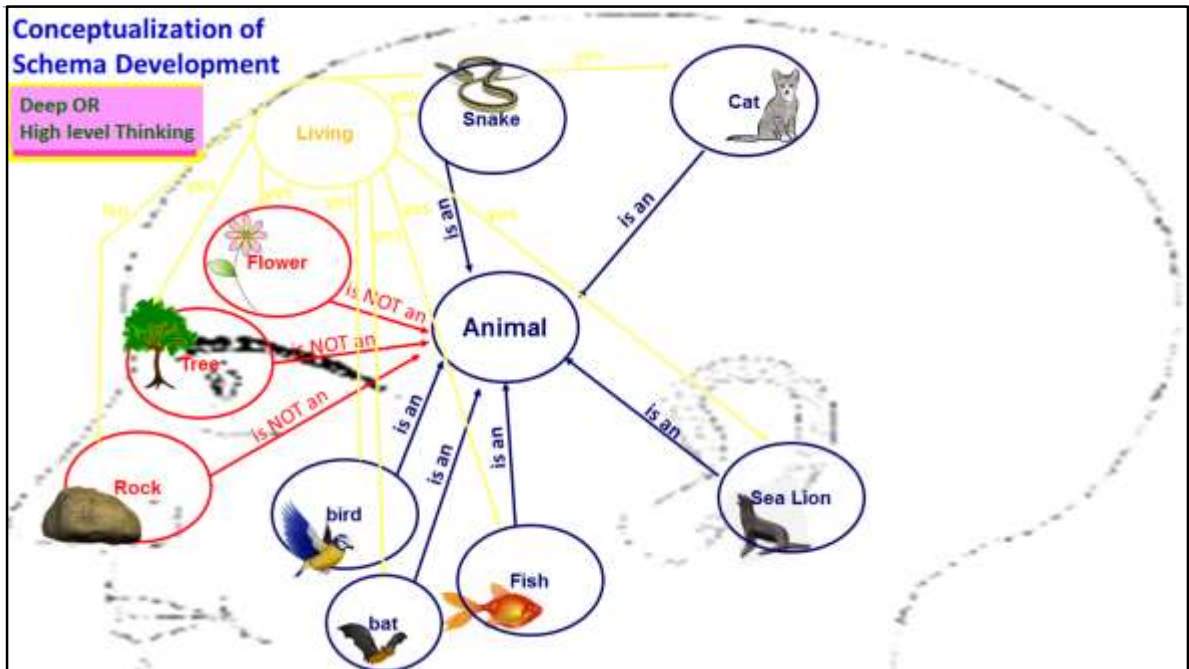 Conceptualization of
Schema Development
Deep OR
High level Thinking
Living
Snake
Cat
yes
yes
NO
yes
yes
yes
yes
yes
yes
is an
is an
Flower
is NOT an
Animal
Tree
is NOT an
is NOT an
Rock
is an
is an
is an
is an
bird
bat
Fish
Sea Lion